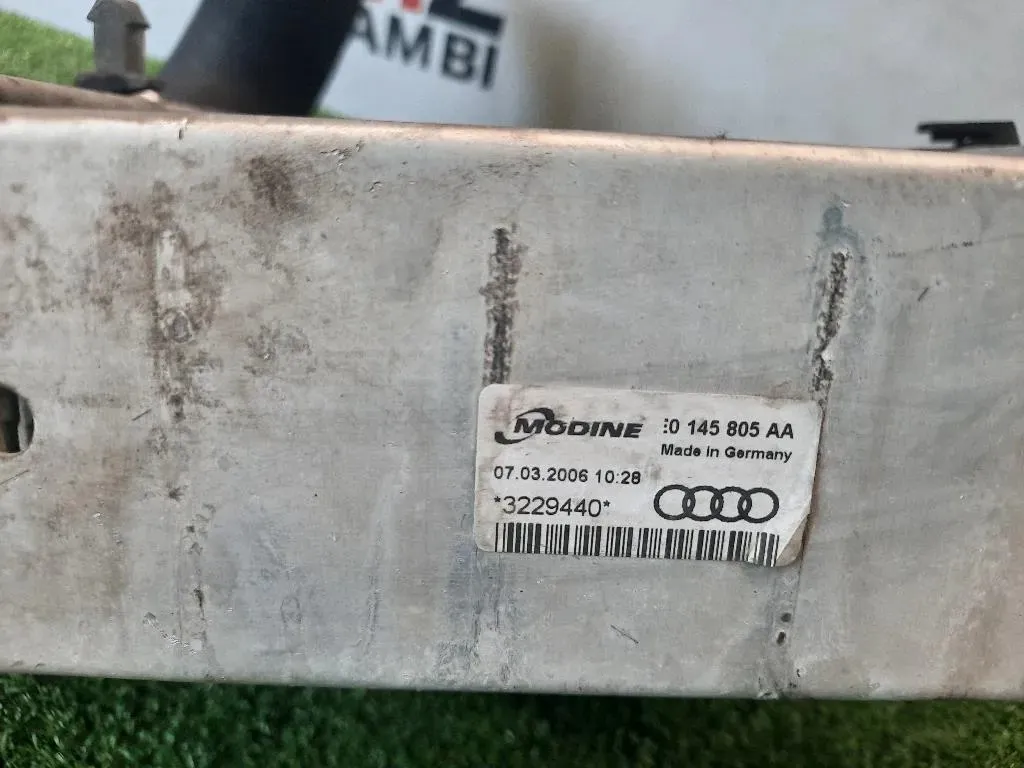 AMBI
MODINE :0 145 805 AA
Made in Germany
07.03.2006 10:28
*3229440*